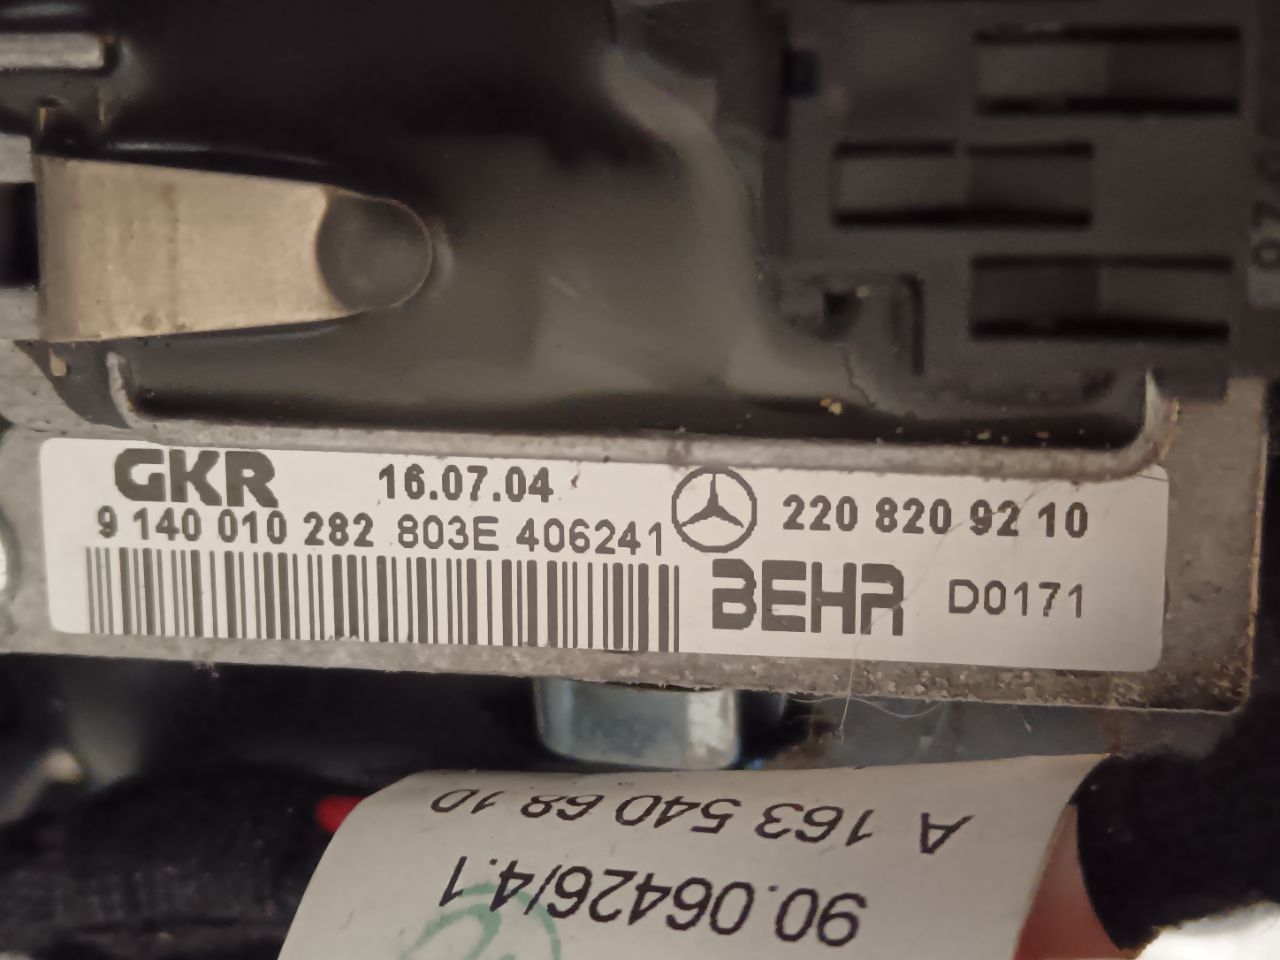 GKR 16.07.04 220 820 92 10
9 140 010 282 803E 406241
BEHR D0171
A 163 540 68 10
90.06426/4.1